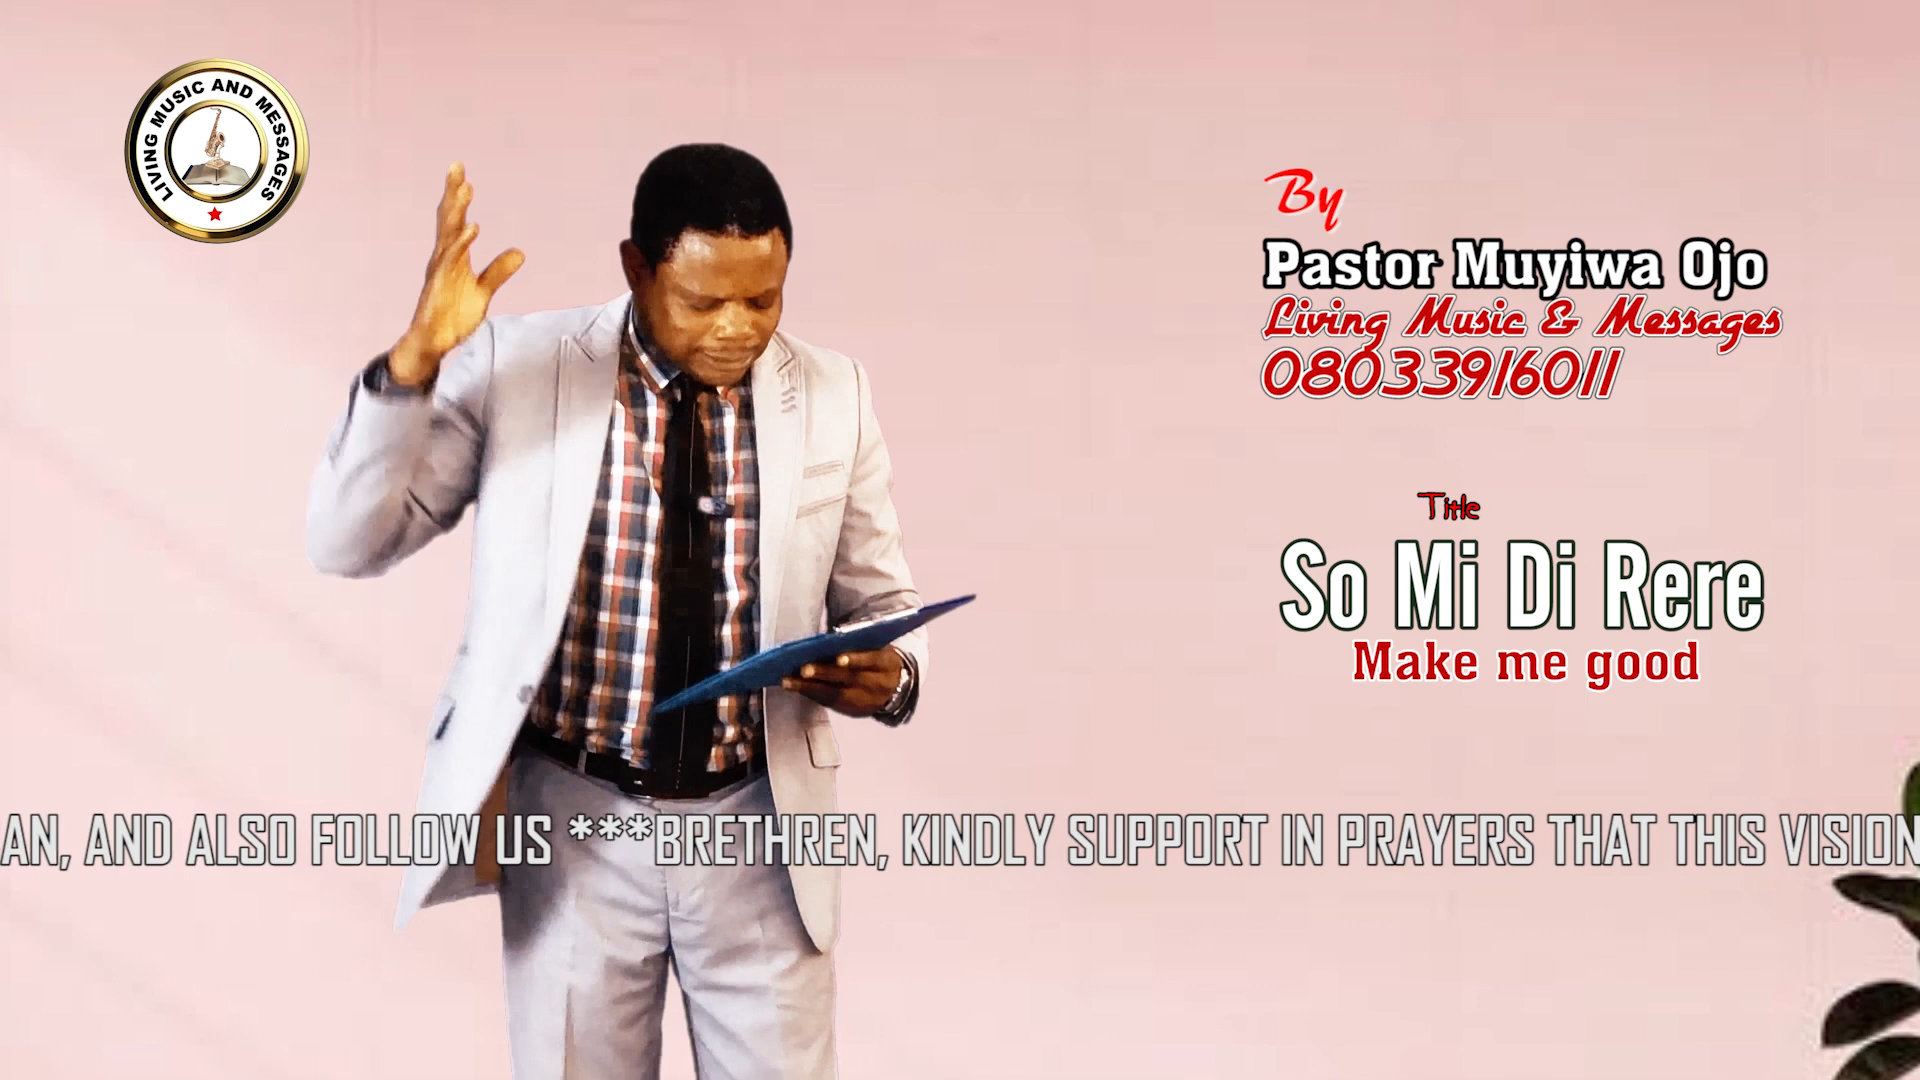 LIVING MUSIC AND MESSAGES
By
Pastor Muyiwa Ojo
Living Music & Messages
08033916011
Title
So Mi Di Rere
Make me good
AN, AND ALSO FOLLOW US ***BRETHREN, KINDLY SUPPORT IN PRAYERS THAT THIS VISION